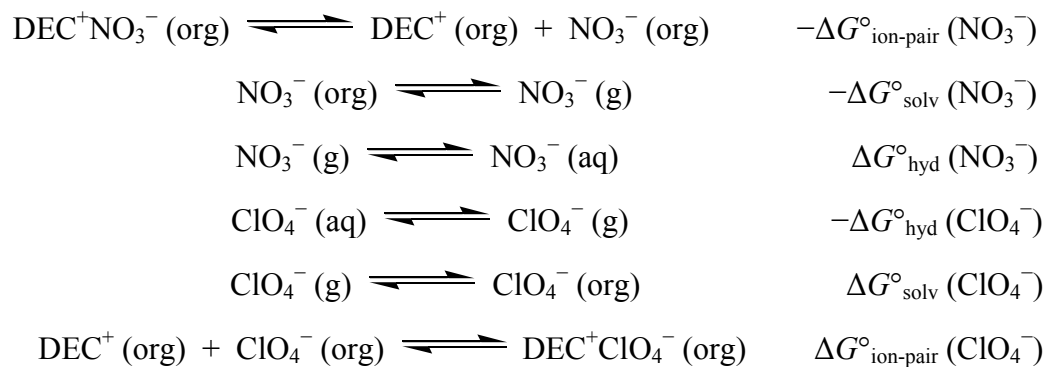 DEC⁺NO₃⁻ (org) ⇌ DEC⁺ (org) + NO₃⁻ (org) −ΔG°ion-pair (NO₃⁻)
NO₃⁻ (org) ⇌ NO₃⁻ (g) −ΔG°solv (NO₃⁻)
NO₃⁻ (g) ⇌ NO₃⁻ (aq) ΔG°hyd (NO₃⁻)
ClO₄⁻ (aq) ⇌ ClO₄⁻ (g) −ΔG°hyd (ClO₄⁻)
ClO₄⁻ (g) ⇌ ClO₄⁻ (org) ΔG°solv (ClO₄⁻)
DEC⁺ (org) + ClO₄⁻ (org) ⇌ DEC⁺ClO₄⁻ (org) ΔG°ion-pair (ClO₄⁻)